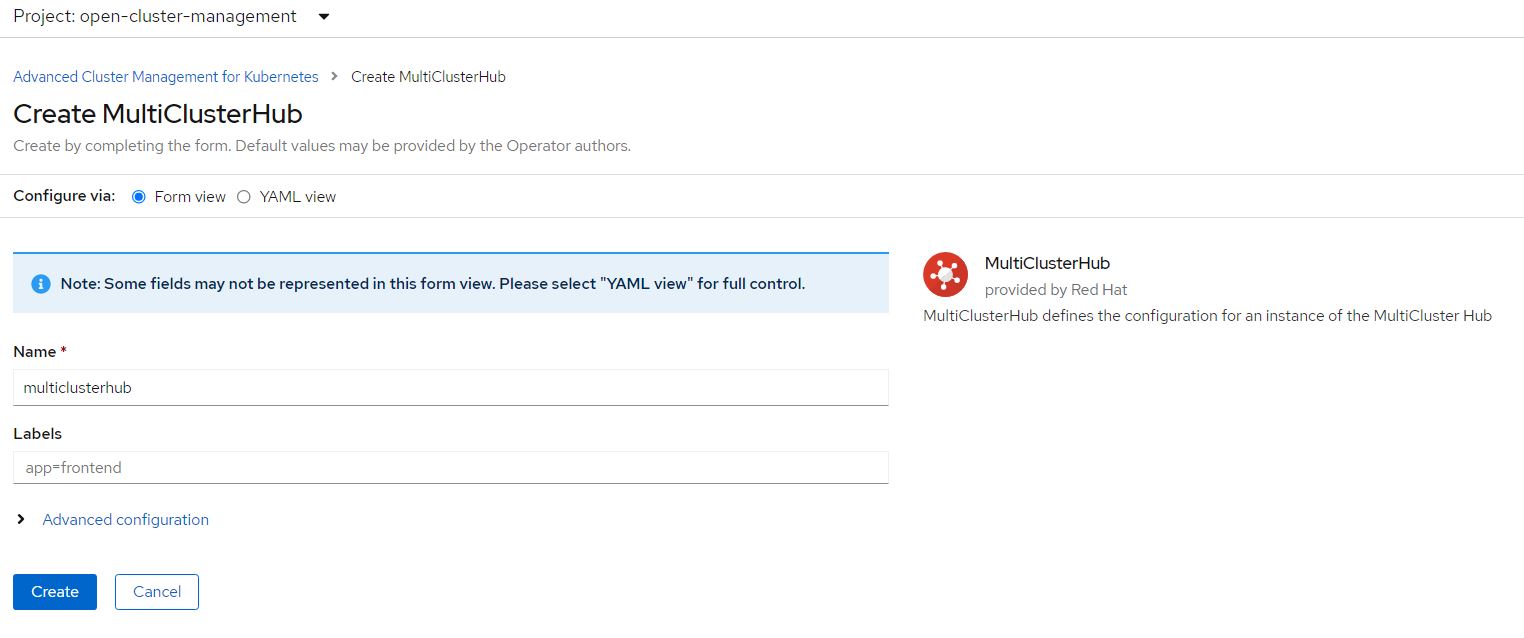 Project: open-cluster-management
Advanced Cluster Management for Kubernetes > Create MultiClusterHub
Create MultiClusterHub
Create by completing the form. Default values may be provided by the Operator authors.
Configure via: Form view YAML view
Note: Some fields may not be represented in this form view. Please select "YAML view" for full control.
Name *
multiclusterhub
Labels
app=frontend
Advanced configuration
Create Cancel
MultiClusterHub
provided by Red Hat
MultiClusterHub defines the configuration for an instance of the MultiCluster Hub